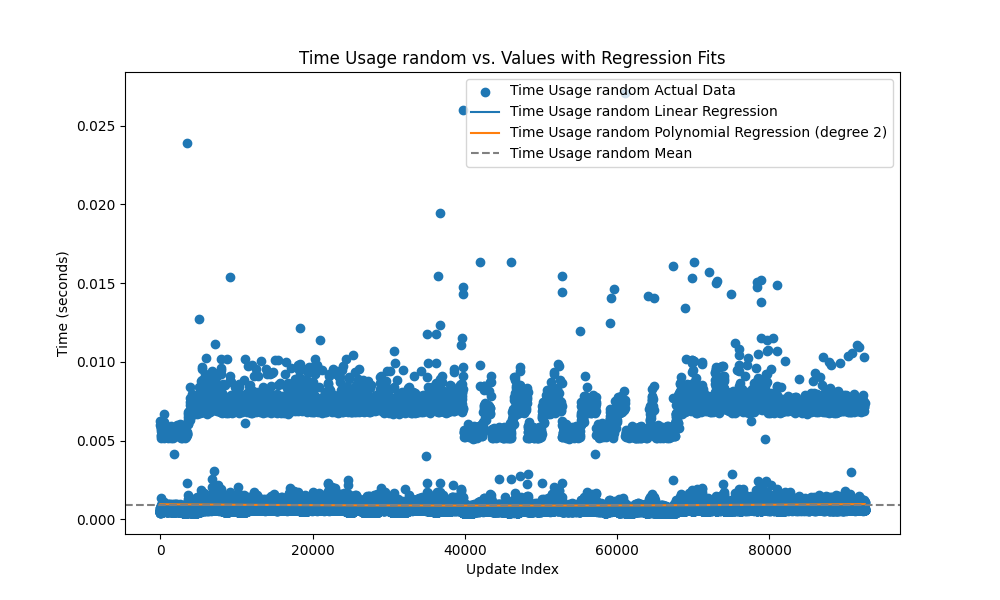 Time Usage random vs. Values with Regression Fits
Time Usage random Actual Data
Time Usage random Linear Regression
Time Usage random Polynomial Regression (degree 2)
Time Usage random Mean
Time (seconds)
0.025
0.020
0.015
0.010
0.005
0.000
0
20000
40000
60000
80000
Update Index